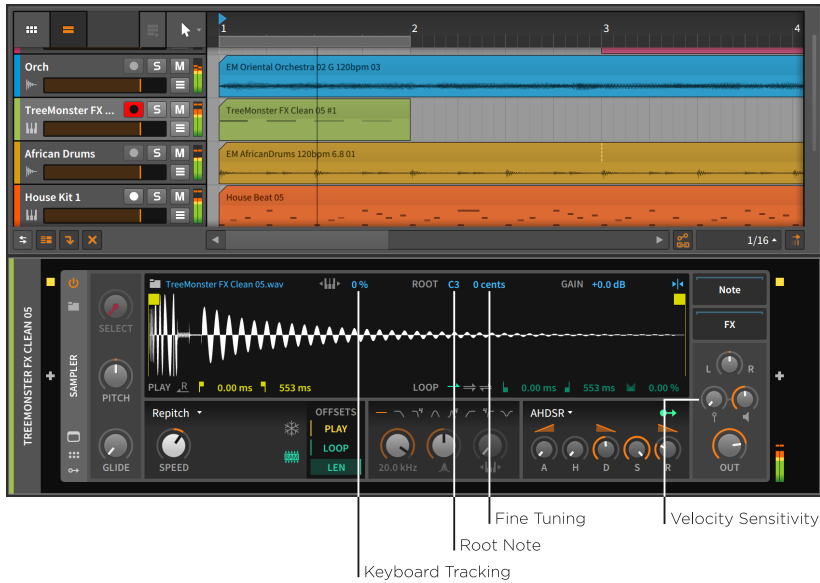 1 2 3 4
Orch S M
EM Oriental Orchestra 02 G 120bpm 03
TreeMonster FX ... S M
TreeMonster FX Clean 05 #1
African Drums S M
EM AfricanDrums 120bpm 6.8 01
House Kit 1 S M
House Beat 05
1/16
TREEMONSTER FX CLEAN 05
SAMPLER
SELECT
PITCH
GLIDE
TreeMonster FX Clean 05.wav 0 % ROOT C3 0 cents GAIN +0.0 dB
PLAY R 0.00 ms 553 ms LOOP 0.00 ms 553 ms 0.00 %
Repitch
SPEED
OFFSETS
PLAY
LOOP
LEN
20.0 kHz
AHDSR
A H D S R
Note
FX
L R
OUT
Fine Tuning
Velocity Sensitivity
Root Note
Keyboard Tracking